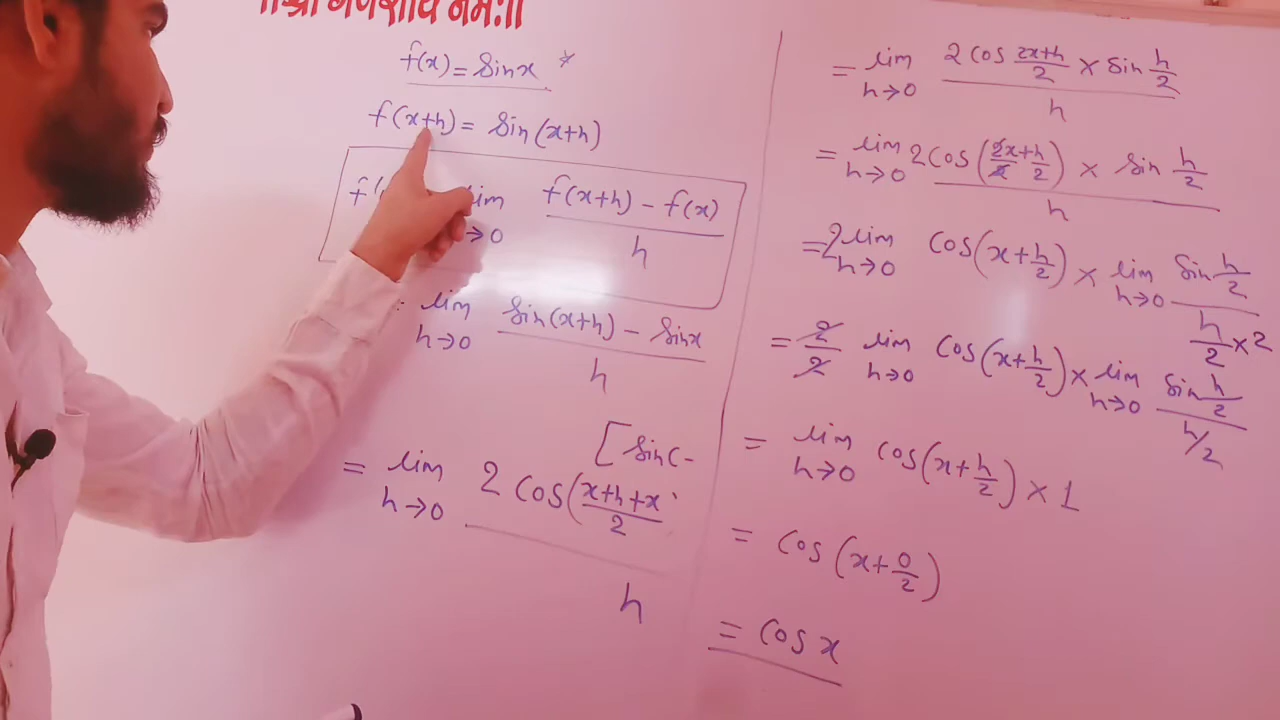 ॥ श्री गणेशाय नमः॥
f(x) = Sinx *
f(x+h) = Sin(x+h)
f'( lim h→0 f(x+h) - f(x) / h
lim h→0 Sin(x+h) - Sinx / h
[Sin C -
= lim h→0 2 Cos(x+h+x / 2 / h
= lim h→0 2 Cos 2x+h/2 × Sin h/2 / h
= lim h→0 2 Cos(2x/2 + h/2) × Sin h/2 / h
= 2 lim h→0 Cos(x+h/2) × lim h→0 Sin h/2 / h/2 ×2
= 2/2 lim h→0 Cos(x+h/2) × lim h→0 Sin h/2 / h/2
= lim h→0 Cos(x+h/2) × 1
= Cos(x+0/2)
= Cos x